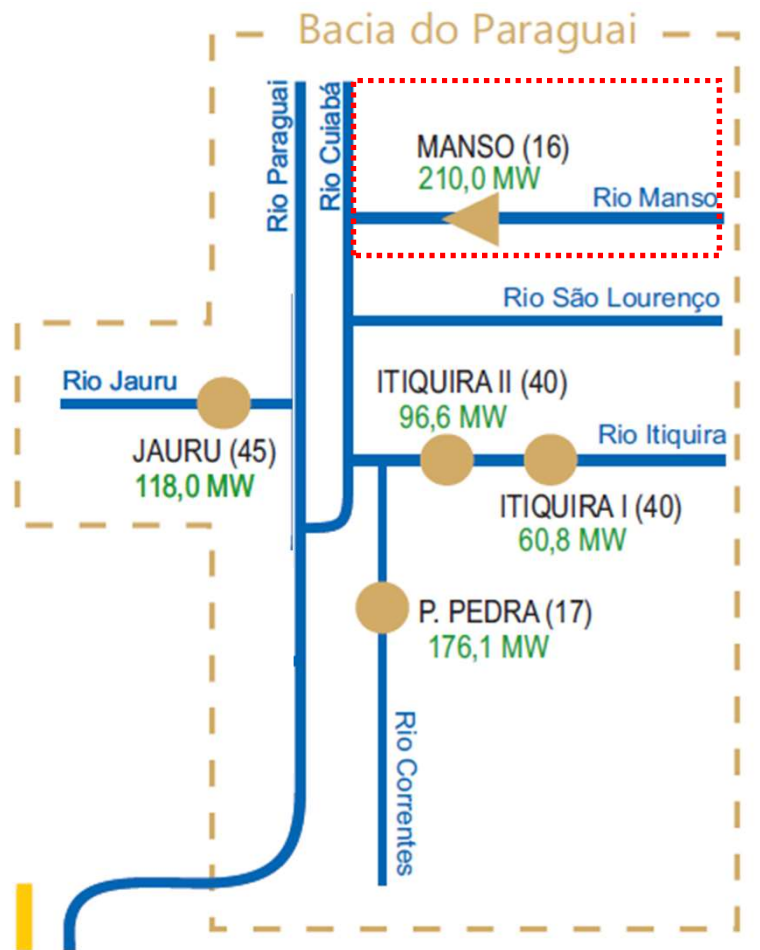 Bacia do Paraguai
Rio Paraguai
Rio Cuiabá
MANSO (16)
210,0 MW
Rio Manso
Rio São Lourenço
Rio Jauru
JAURU (45)
118,0 MW
ITIQUIRA II (40)
96,6 MW
Rio Itiquira
ITIQUIRA I (40)
60,8 MW
P. PEDRA (17)
176,1 MW
Rio Correntes